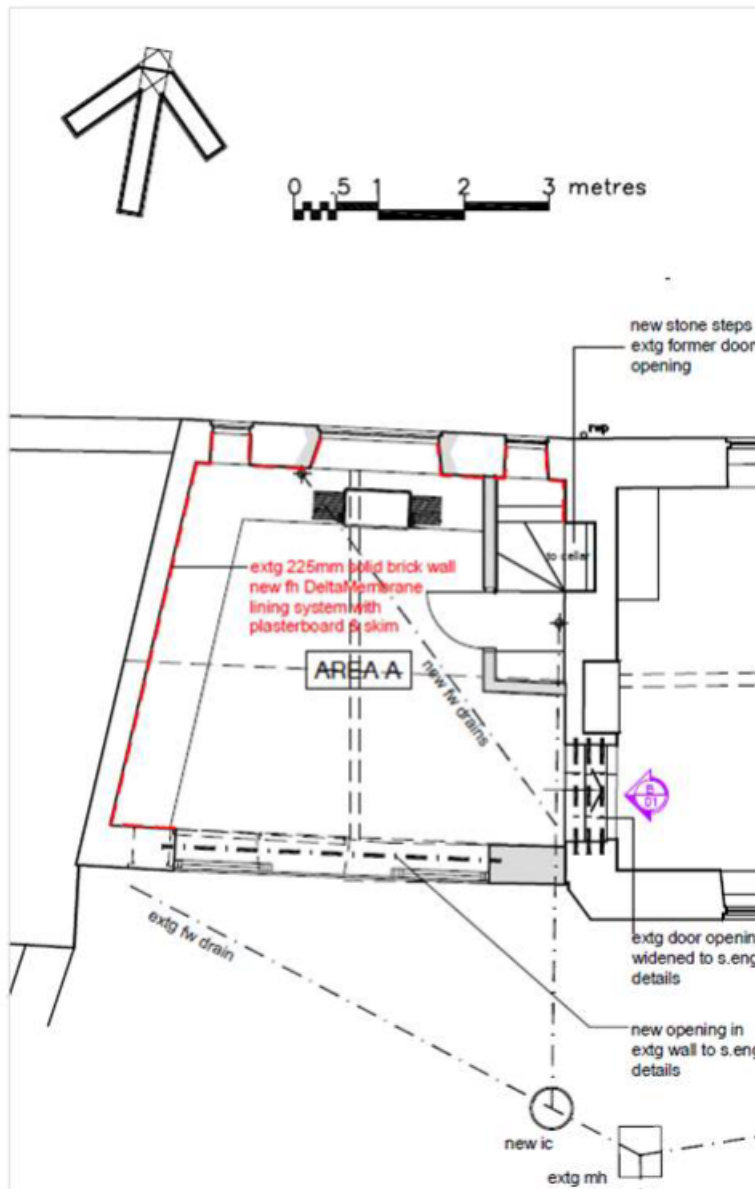 0 .5 1 2 3 metres
new stone steps
extg former door
opening
rwp
to cellar
extg 225mm solid brick wall
new fh DeltaMembrane
lining system with
plasterboard & skim
AREA A
new fw drains
B
01
extg fw drain
extg door openin
widened to s.eng
details
new opening in
extg wall to s.eng
details
new ic
extg mh